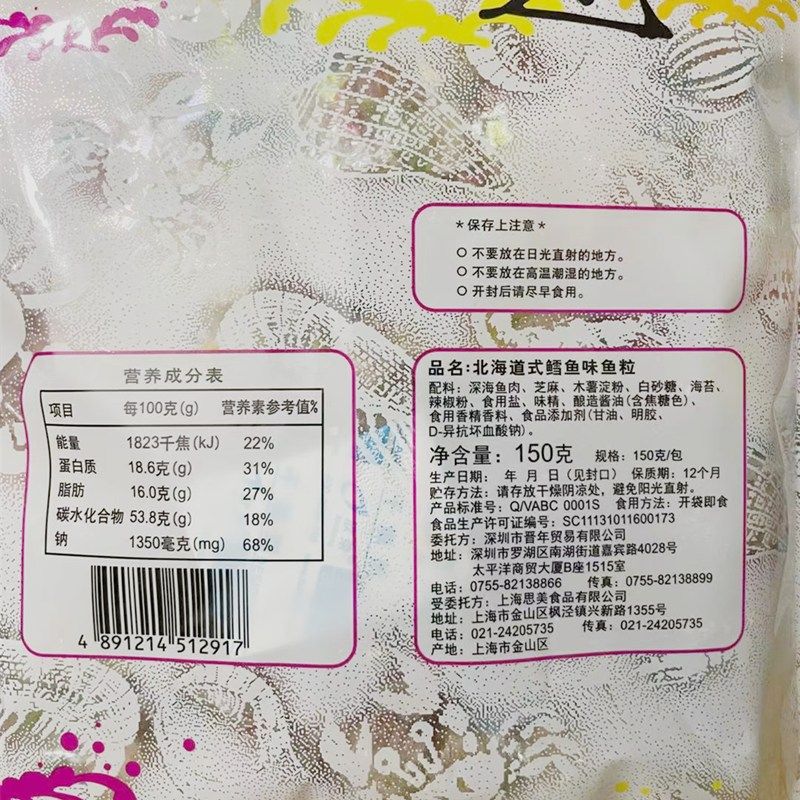 ＊保存上注意＊
○ 不要放在日光直射的地方。
○ 不要放在高温潮湿的地方。
○ 开封后请尽早食用。
营养成分表
项目 每100克(g) 营养素参考值%
能量 1823千焦(kJ) 22%
蛋白质 18.6克(g) 31%
脂肪 16.0克(g) 27%
碳水化合物 53.8克(g) 18%
钠 1350毫克(mg) 68%
4 891214 512917
品名:北海道式鳕鱼味鱼粒
配料：深海鱼肉、芝麻、木薯淀粉、白砂糖、海苔、
辣椒粉、食用盐、味精、酿造酱油(含焦糖色)、
食用香精香料、食品添加剂(甘油、明胶、
D-异抗坏血酸钠)。
净含量：150克 规格：150克/包
生产日期： 年 月 日(见封口) 保质期：12个月
贮存方法：请存放干燥阴凉处，避免阳光直射。
产品标准号：Q/VABC 0001S 食用方法：开袋即食
食品生产许可证编号：SC11131011600173
委托方：深圳市晋年贸易有限公司
地址：深圳市罗湖区南湖街道嘉宾路4028号
太平洋商贸大厦B座1515室
电话：0755-82138866 传真：0755-82138899
受委托方：上海思美食品有限公司
地址：上海市金山区枫泾镇兴新路1355号
电话：021-24205735 传真：021-24205735
产地：上海市金山区